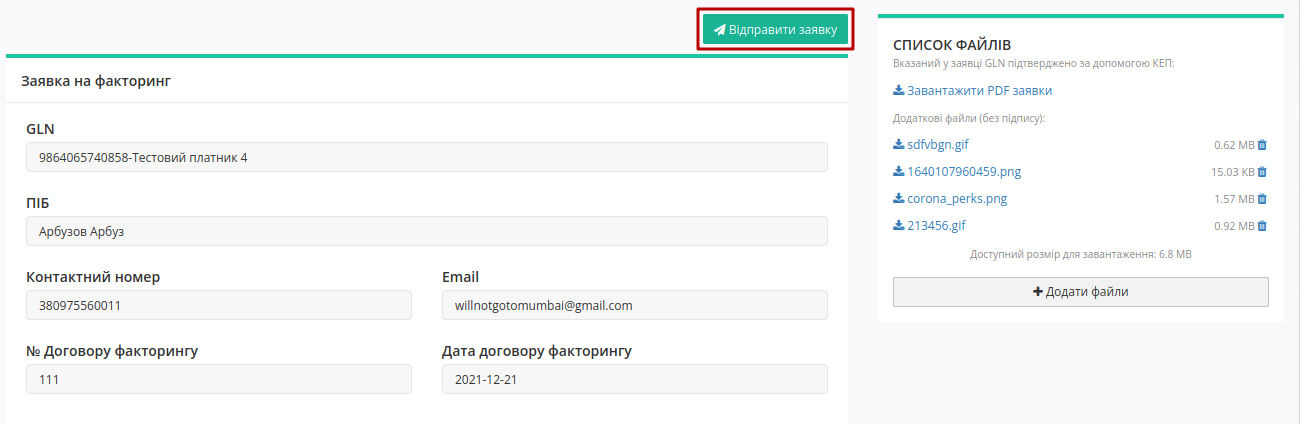 Відправити заявку
Заявка на факторинг
GLN
9864065740858-Тестовий платник 4
ПІБ
Арбузов Арбуз
Контактний номер Email
380975560011 willnotgotomumbai@gmail.com
№ Договору факторингу Дата договору факторингу
111 2021-12-21
СПИСОК ФАЙЛІВ
Вказаний у заявці GLN підтверджено за допомогою КЕП:
Завантажити PDF заявки
Додаткові файли (без підпису):
sdfvbgn.gif 0.62 MB
1640107960459.png 15.03 KB
corona_perks.png 1.57 MB
213456.gif 0.92 MB
Доступний розмір для завантаження: 6.8 MB
Додати файли